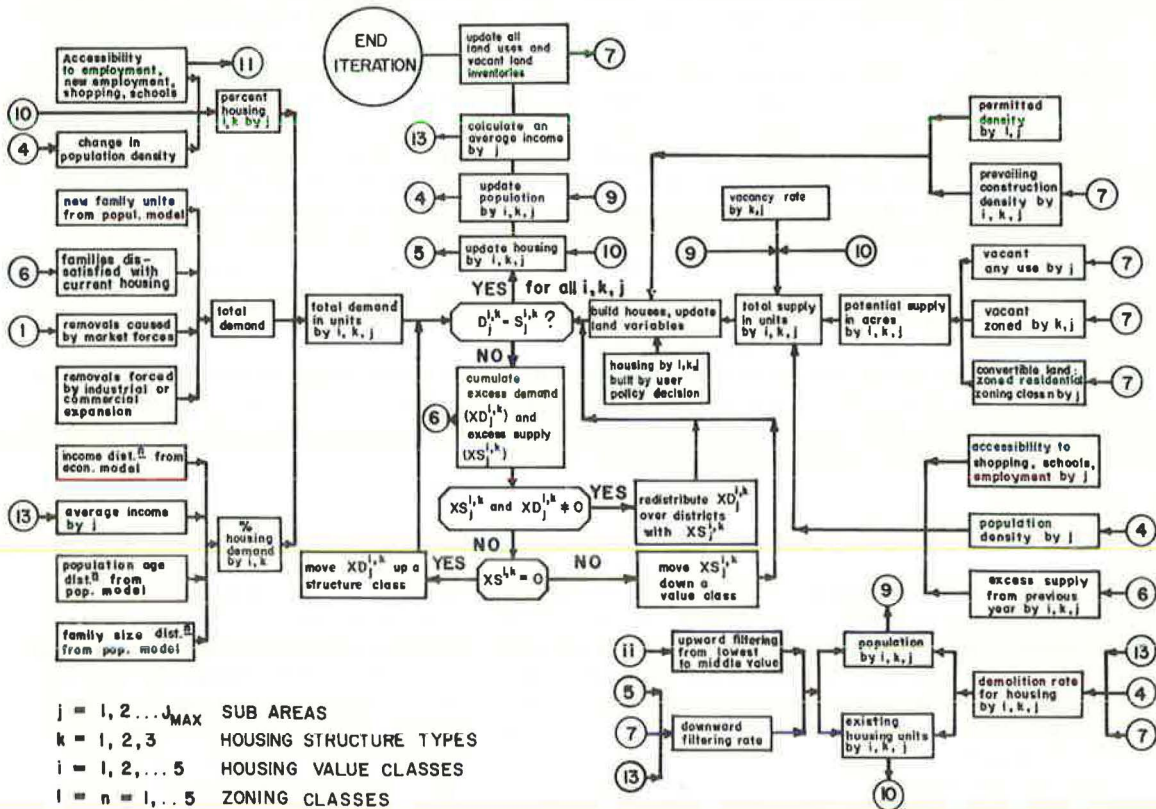 Accessibility
to employment,
new employment,
shopping, schools
11
10
percent
housing
i, k by j
4
change in
population density
new family units
from popul. model
6
families dis-
satisfied with
current housing
1
removals caused
by market forces
removals forced
by industrial or
commercial
expansion
total
demand
total demand
in units
by i, k, j
income dist.n from
econ. model
13
average income
by j
population age
dist.n from
pop. model
family size dist.n
from pop. model
%
housing
demand
by i, k
END
ITERATION
update all
land uses and
vacant land
inventories
7
13
calculate an
average income
by j
4
update
population
by i, k, j
9
5
update housing
by i, k, j
10
YES for all i, k, j
D_j^i,k = S_j^i,k ?
NO
6
cumulate
excess demand
(XD_j^i,k) and
excess supply
(XS_j^i,k)
XS_j^i,k and XD_j^i,k ≠ 0
YES
redistribute XD_j^i,k
over districts
with XS_j^i,k
NO
XS^i,k = 0
YES
move XD_j^i,k up a
structure class
NO
move XS_j^i,k
down a
value class
build houses, update
land variables
housing by i, k, j
built by user
policy decision
vacancy rate
by k, j
9
10
total supply
in units
by i, k, j
potential supply
in acres
by i, k, j
permitted
density
by l, j
prevailing
construction
density by
i, k, j
7
vacant
any use by j
7
vacant
zoned by k, j
7
convertible land:
zoned residential
zoning class n by j
7
accessibility to
shopping, schools,
employment by j
population
density by j
4
excess supply
from previous
year by i, k, j
6
9
11
upward filtering
from lowest
to middle value
population
by i, k, j
5
7
13
downward
filtering rate
existing
housing units
by i, k, j
10
demolition rate
for housing
by i, k, j
13
4
7
j = 1, 2 ... J MAX SUB AREAS
k = 1, 2, 3 HOUSING STRUCTURE TYPES
i = 1, 2, ... 5 HOUSING VALUE CLASSES
l = n = 1, .. 5 ZONING CLASSES